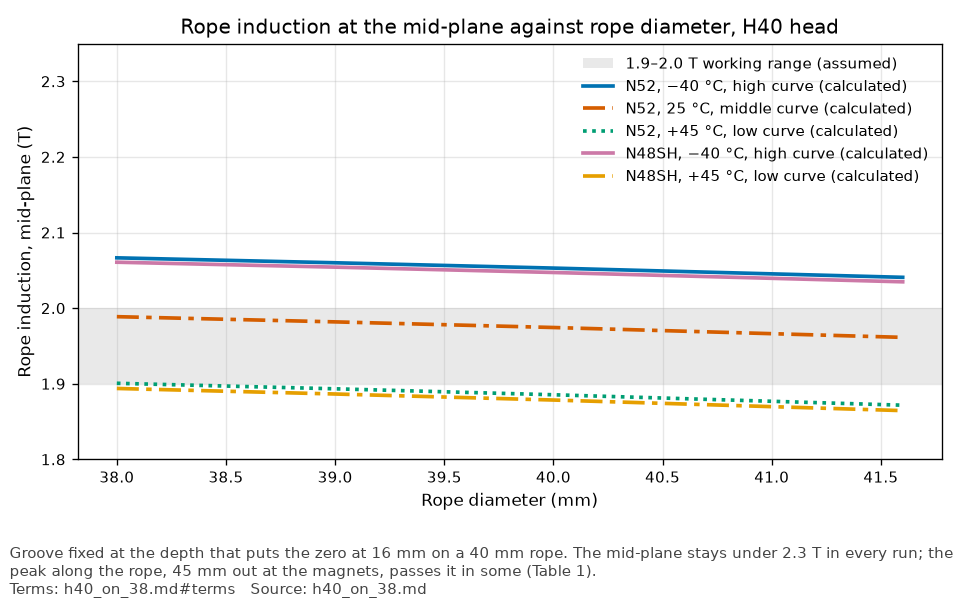 Rope induction at the mid-plane against rope diameter, H40 head
Rope induction, mid-plane (T)
2.3
2.2
2.1
2.0
1.9
1.8
1.9–2.0 T working range (assumed)
N52, −40 °C, high curve (calculated)
N52, 25 °C, middle curve (calculated)
N52, +45 °C, low curve (calculated)
N48SH, −40 °C, high curve (calculated)
N48SH, +45 °C, low curve (calculated)
38.0 38.5 39.0 39.5 40.0 40.5 41.0 41.5
Rope diameter (mm)
Groove fixed at the depth that puts the zero at 16 mm on a 40 mm rope. The mid-plane stays under 2.3 T in every run; the
peak along the rope, 45 mm out at the magnets, passes it in some (Table 1).
Terms: h40_on_38.md#terms Source: h40_on_38.md